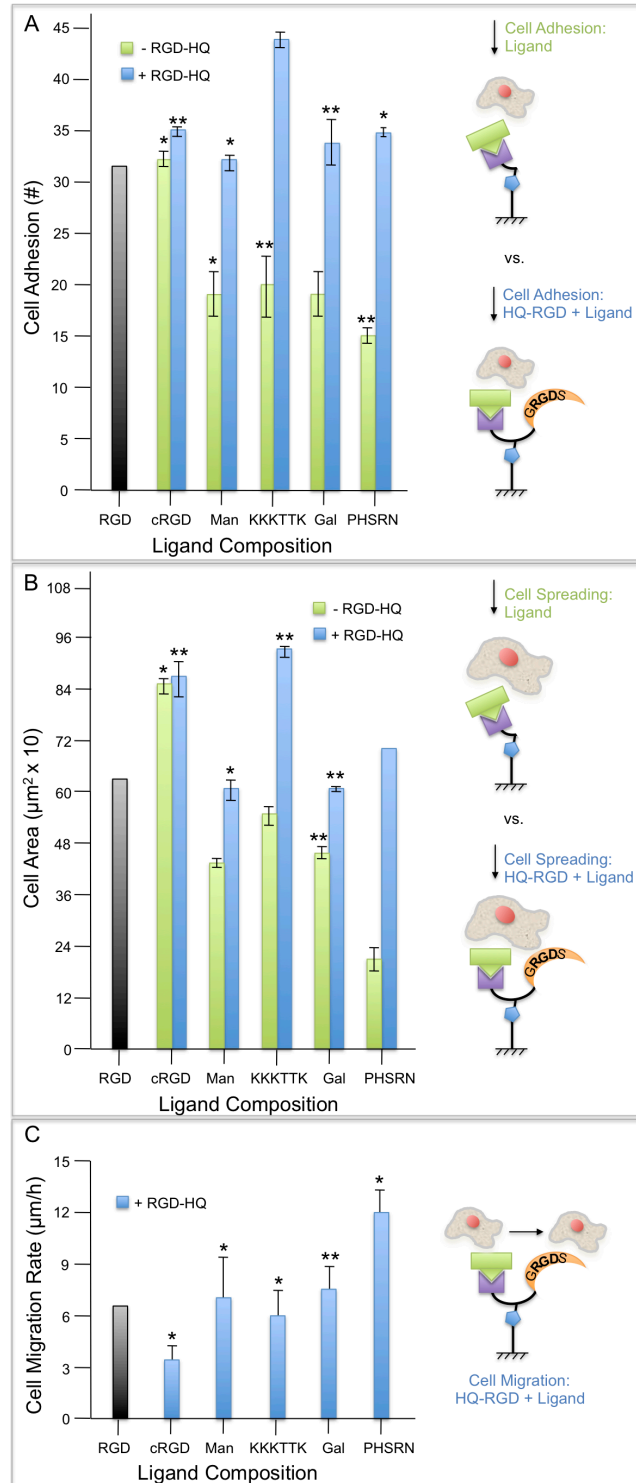 A
45
40
35
30
25
20
15
10
5
0
Cell Adhesion (#)
- RGD-HQ
+ RGD-HQ
* ** * * ** ** * **
RGD cRGD Man KKKTTK Gal PHSRN
Ligand Composition
Cell Adhesion:
Ligand
vs.
Cell Adhesion:
HQ-RGD + Ligand
GRGDS
B
108
96
84
72
60
48
36
24
12
0
Cell Area (µm² x 10)
- RGD-HQ
+ RGD-HQ
* ** * ** ** **
RGD cRGD Man KKKTTK Gal PHSRN
Ligand Composition
Cell Spreading:
Ligand
vs.
Cell Spreading:
HQ-RGD + Ligand
GRGDS
C
15
12
9
6
3
0
Cell Migration Rate (µm/h)
+ RGD-HQ
* * * ** *
RGD cRGD Man KKKTTK Gal PHSRN
Ligand Composition
GRGDS
Cell Migration:
HQ-RGD + Ligand